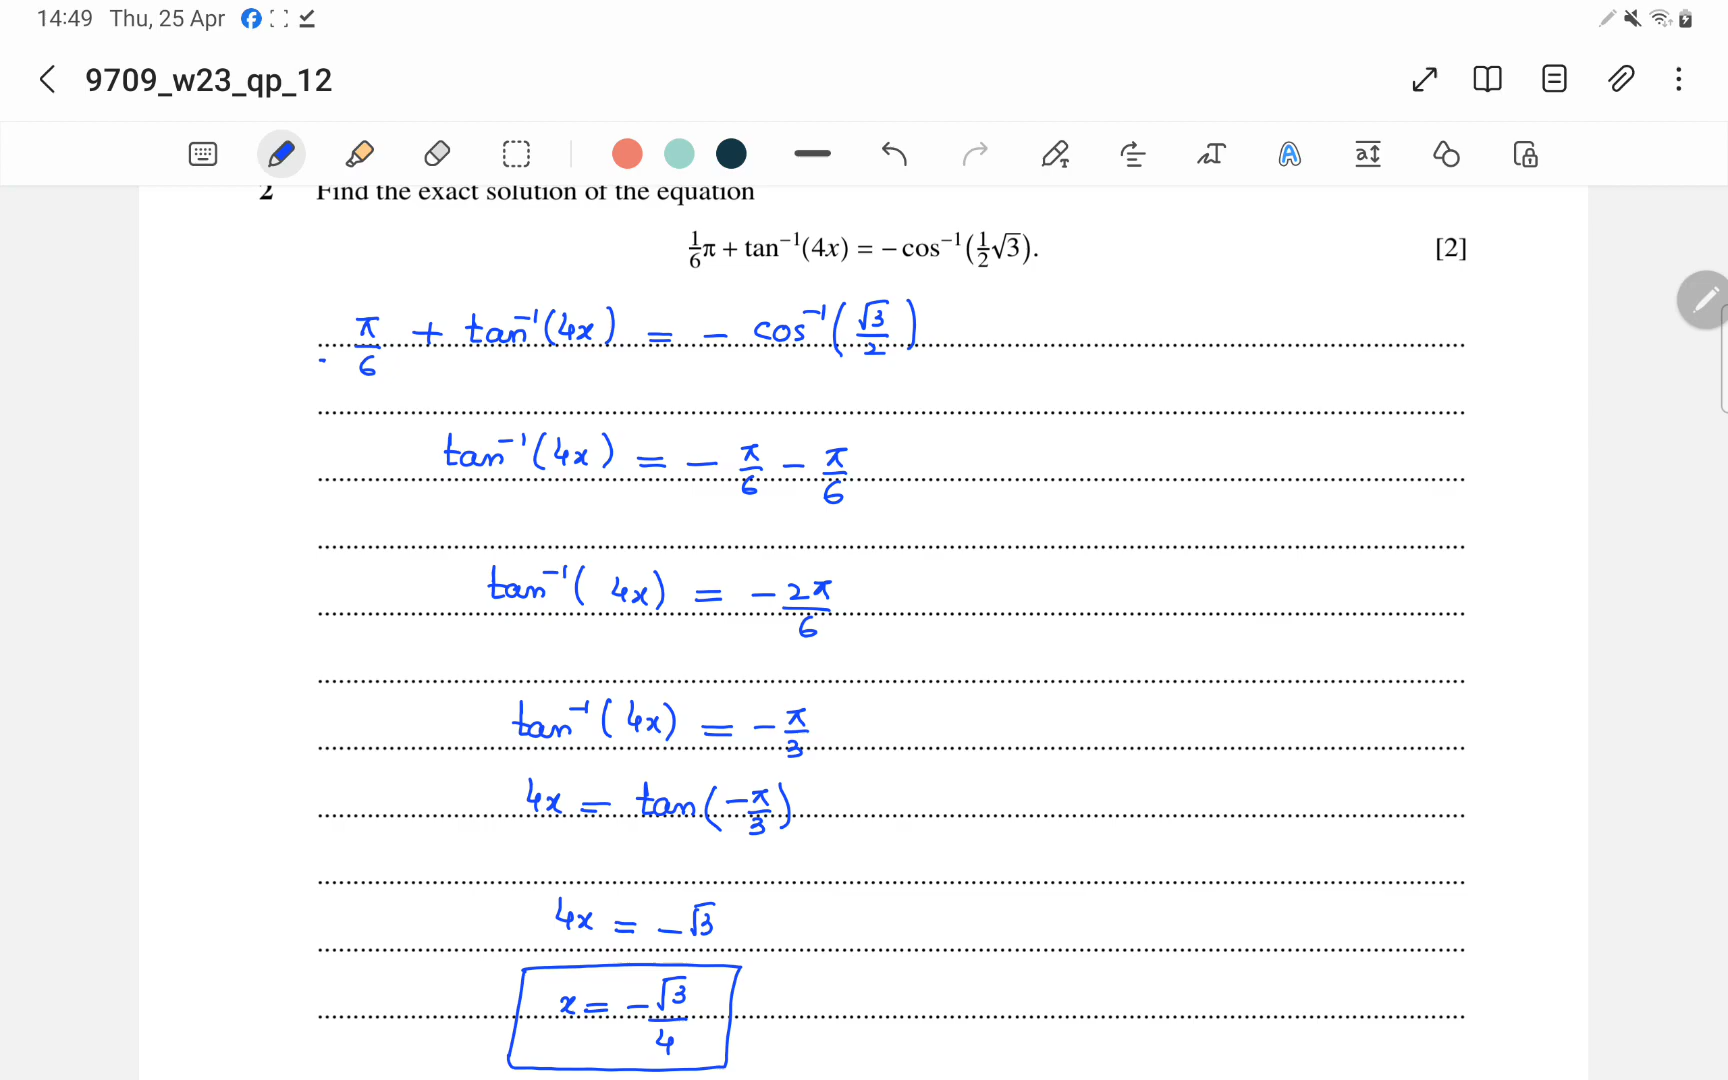 14:49 Thu, 25 Apr
9709_w23_qp_12
2 Find the exact solution of the equation
1/6 π + tan⁻¹(4x) = − cos⁻¹(1/2 √3). [2]
π/6 + tan⁻¹(4x) = − cos⁻¹(√3/2)
tan⁻¹(4x) = − π/6 − π/6
tan⁻¹(4x) = − 2π/6
tan⁻¹(4x) = − π/3
4x = tan(−π/3)
4x = −√3
x = −√3/4